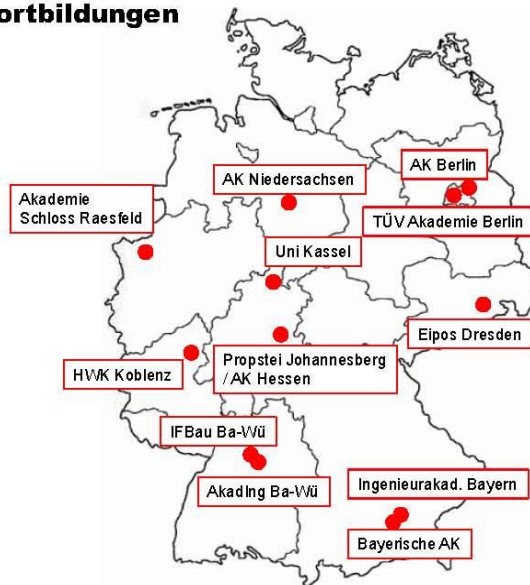 ortbildungen
AK Berlin
AK Niedersachsen
Akademie
Schloss Raesfeld
TÜV Akademie Berlin
Uni Kassel
Eipos Dresden
Propstei Johannesberg
/AK Hessen
HWK Koblenz
IFBau Ba-Wü
Ingenieurakad. Bayern
AkadIng Ba-Wü
Bayerische AK